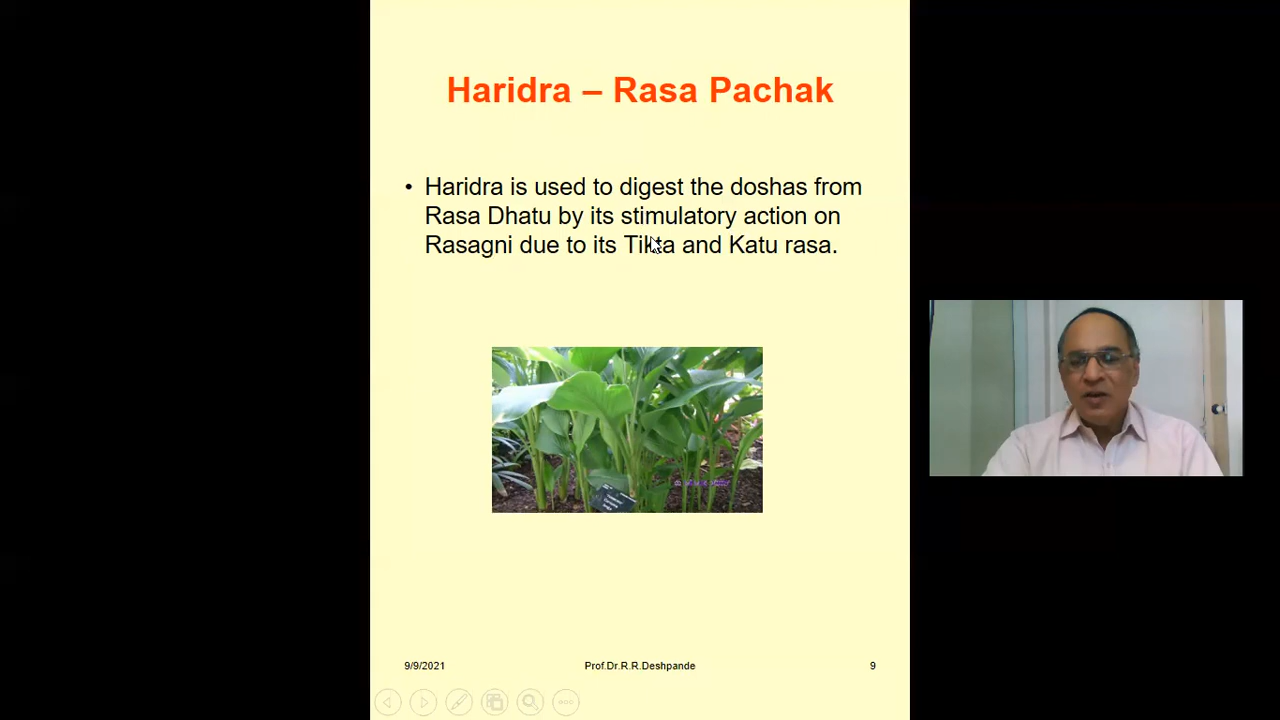 Haridra – Rasa Pachak
• Haridra is used to digest the doshas from
Rasa Dhatu by its stimulatory action on
Rasagni due to its Tikta and Katu rasa.
9/9/2021
Prof.Dr.R.R.Deshpande
9